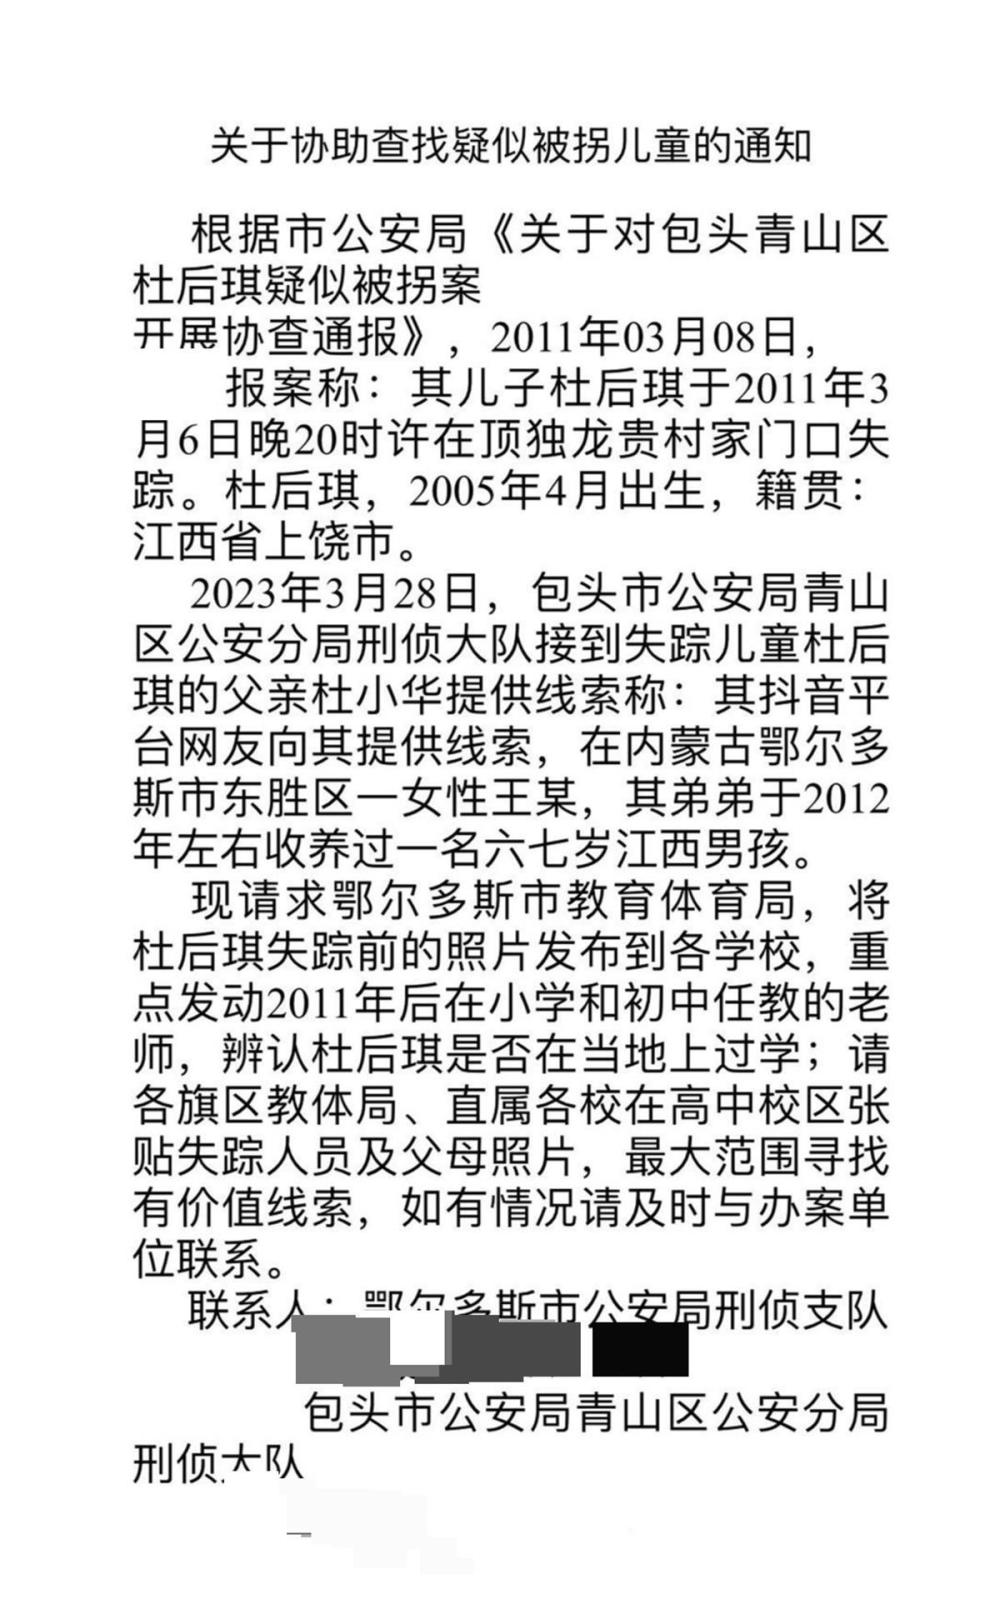 关于协助查找疑似被拐儿童的通知
根据市公安局《关于对包头青山区
杜后琪疑似被拐案
开展协查通报》，2011年03月08日，
报案称：其儿子杜后琪于2011年3
月6日晚20时许在顶独龙贵村家门口失
踪。杜后琪，2005年4月出生，籍贯：
江西省上饶市。
2023年3月28日，包头市公安局青山
区公安分局刑侦大队接到失踪儿童杜后
琪的父亲杜小华提供线索称：其抖音平
台网友向其提供线索，在内蒙古鄂尔多
斯市东胜区一女性王某，其弟弟于2012
年左右收养过一名六七岁江西男孩。
现请求鄂尔多斯市教育体育局，将
杜后琪失踪前的照片发布到各学校，重
点发动2011年后在小学和初中任教的老
师，辨认杜后琪是否在当地上过学；请
各旗区教体局、直属各校在高中校区张
贴失踪人员及父母照片，最大范围寻找
有价值线索，如有情况请及时与办案单
位联系。
联系人：鄂尔多斯市公安局刑侦支队
包头市公安局青山区公安分局
刑侦大队